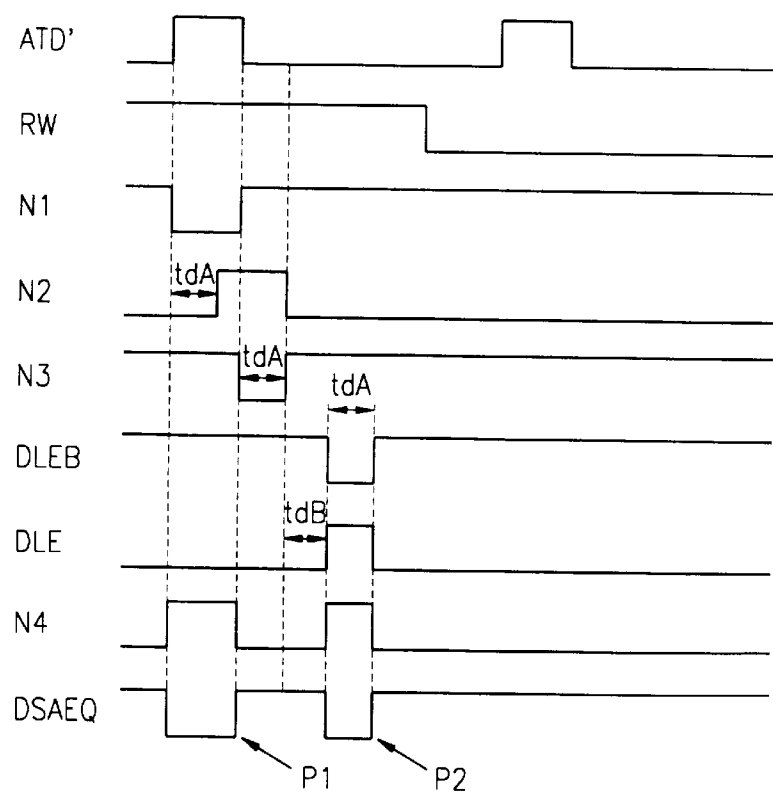 ATD'
RW
N1
tdA
N2
tdA
N3
tdA
DLEB
tdB
DLE
N4
DSAEQ
P1
P2